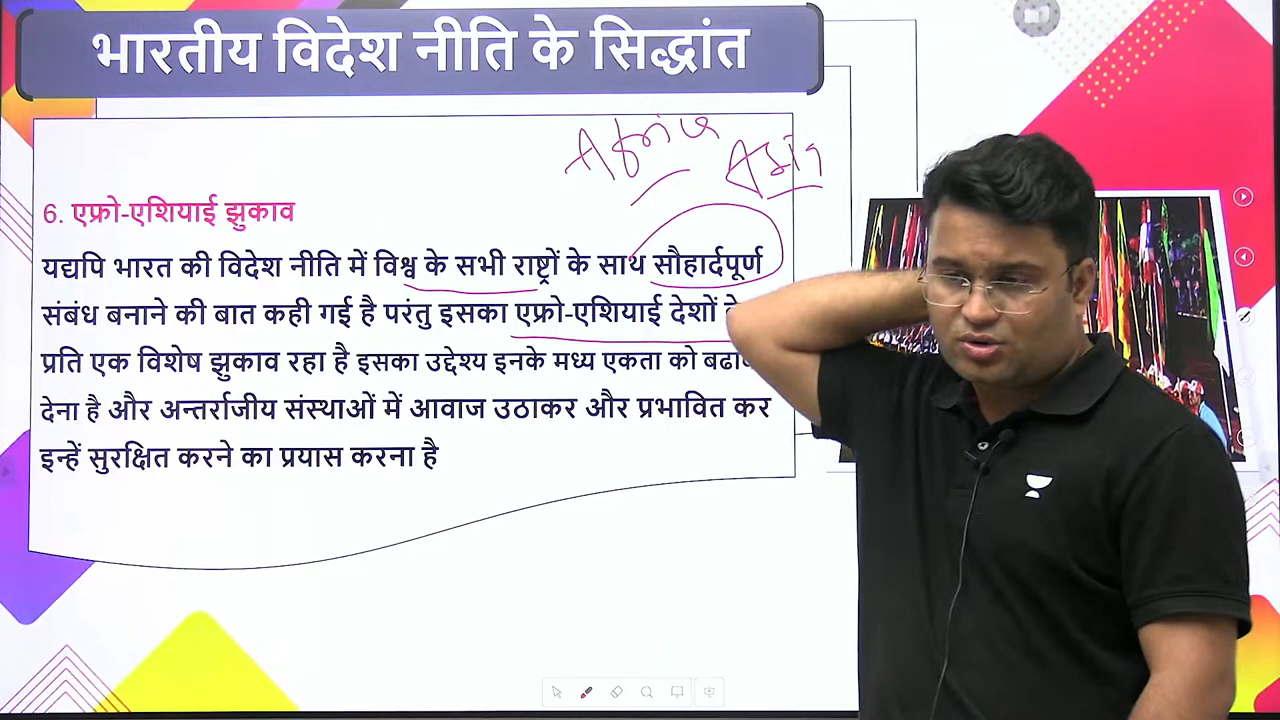 भारतीय विदेश नीति के सिद्धांत
Africa
Asia
6. एफ्रो-एशियाई झुकाव
यद्यपि भारत की विदेश नीति में विश्व के सभी राष्ट्रों के साथ सौहार्दपूर्ण
संबंध बनाने की बात कही गई है परंतु इसका एफ्रो-एशियाई देशों
प्रति एक विशेष झुकाव रहा है इसका उद्देश्य इनके मध्य एकता को
देना है और अन्तर्राजीय संस्थाओं में आवाज उठाकर और प्रभावित कर
इन्हें सुरक्षित करने का प्रयास करना है